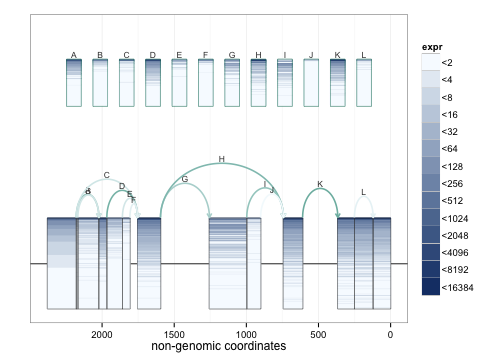 A B C D E F G H I J K L
expr
<2
<4
<8
<16
<32
<64
<128
<256
<512
<1024
<2048
<4096
<8192
<16384
H
C
G
D
I
K
J
E
L
F
2000 1500 1000 500 0
non-genomic coordinates